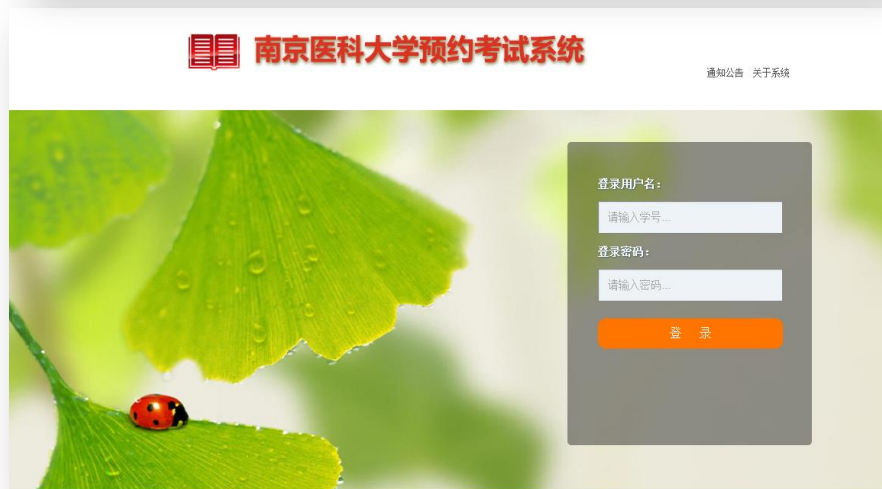 南京医科大学预约考试系统
通知公告 关于系统
登录用户名：
请输入学号...
登录密码：
请输入密码...
登 录